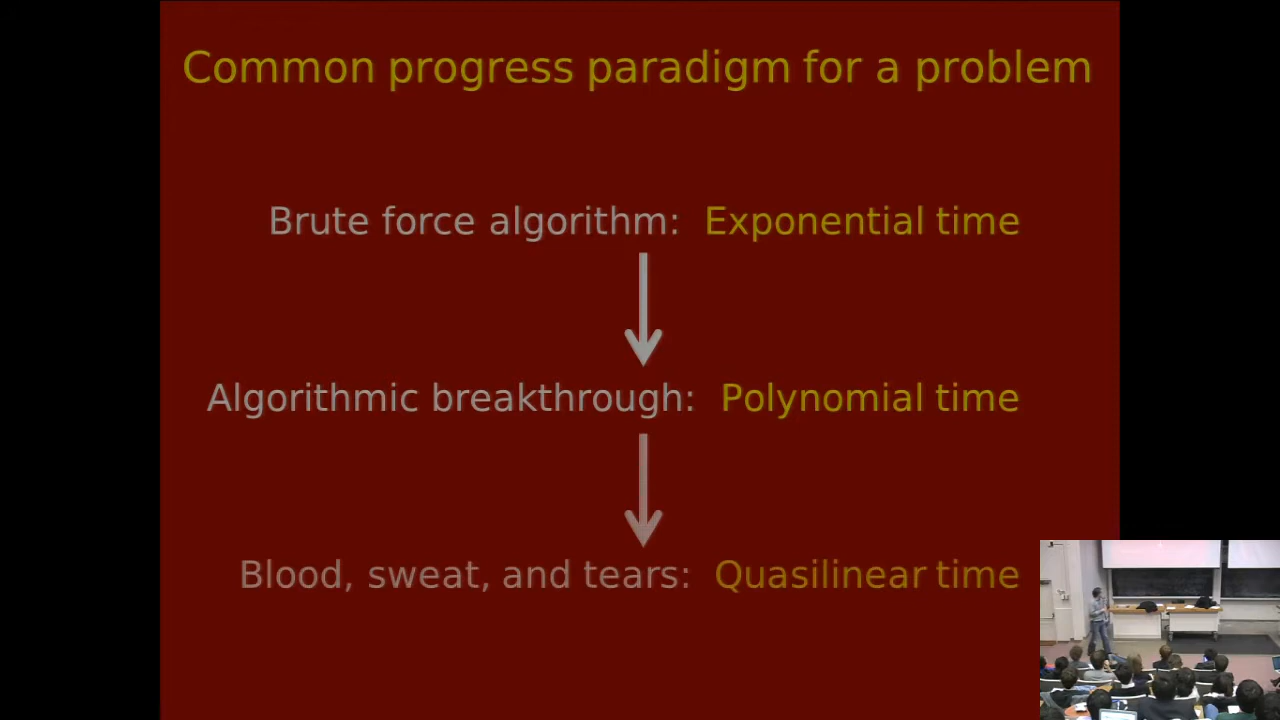 Common progress paradigm for a problem
Brute force algorithm: Exponential time
Algorithmic breakthrough: Polynomial time
Blood, sweat, and tears: Quasilinear time